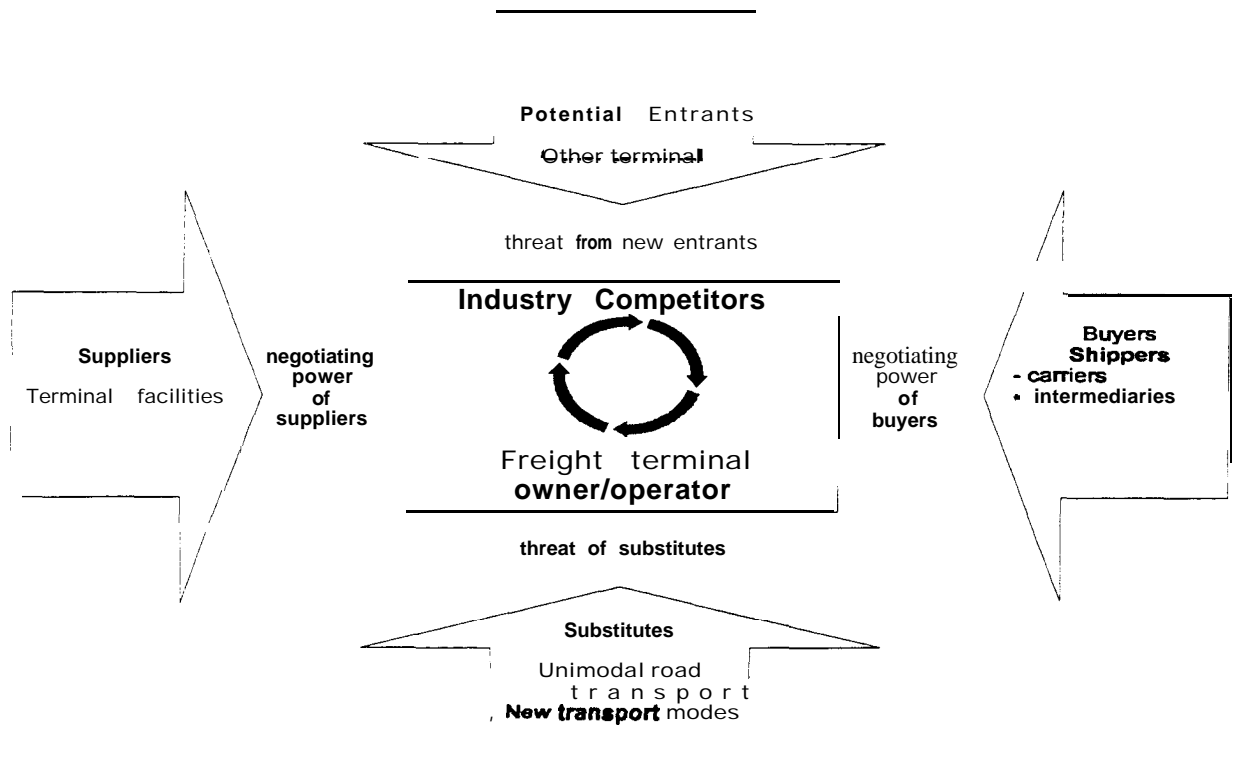 Potential Entrants
Other terminal
threat from new entrants
Industry Competitors
Suppliers
Terminal facilities
negotiating
power
of
suppliers
negotiating
power
of
buyers
Buyers
Shippers
- carriers
• intermediaries
Freight terminal
owner/operator
threat of substitutes
Substitutes
Unimodal road
transport
New transport modes